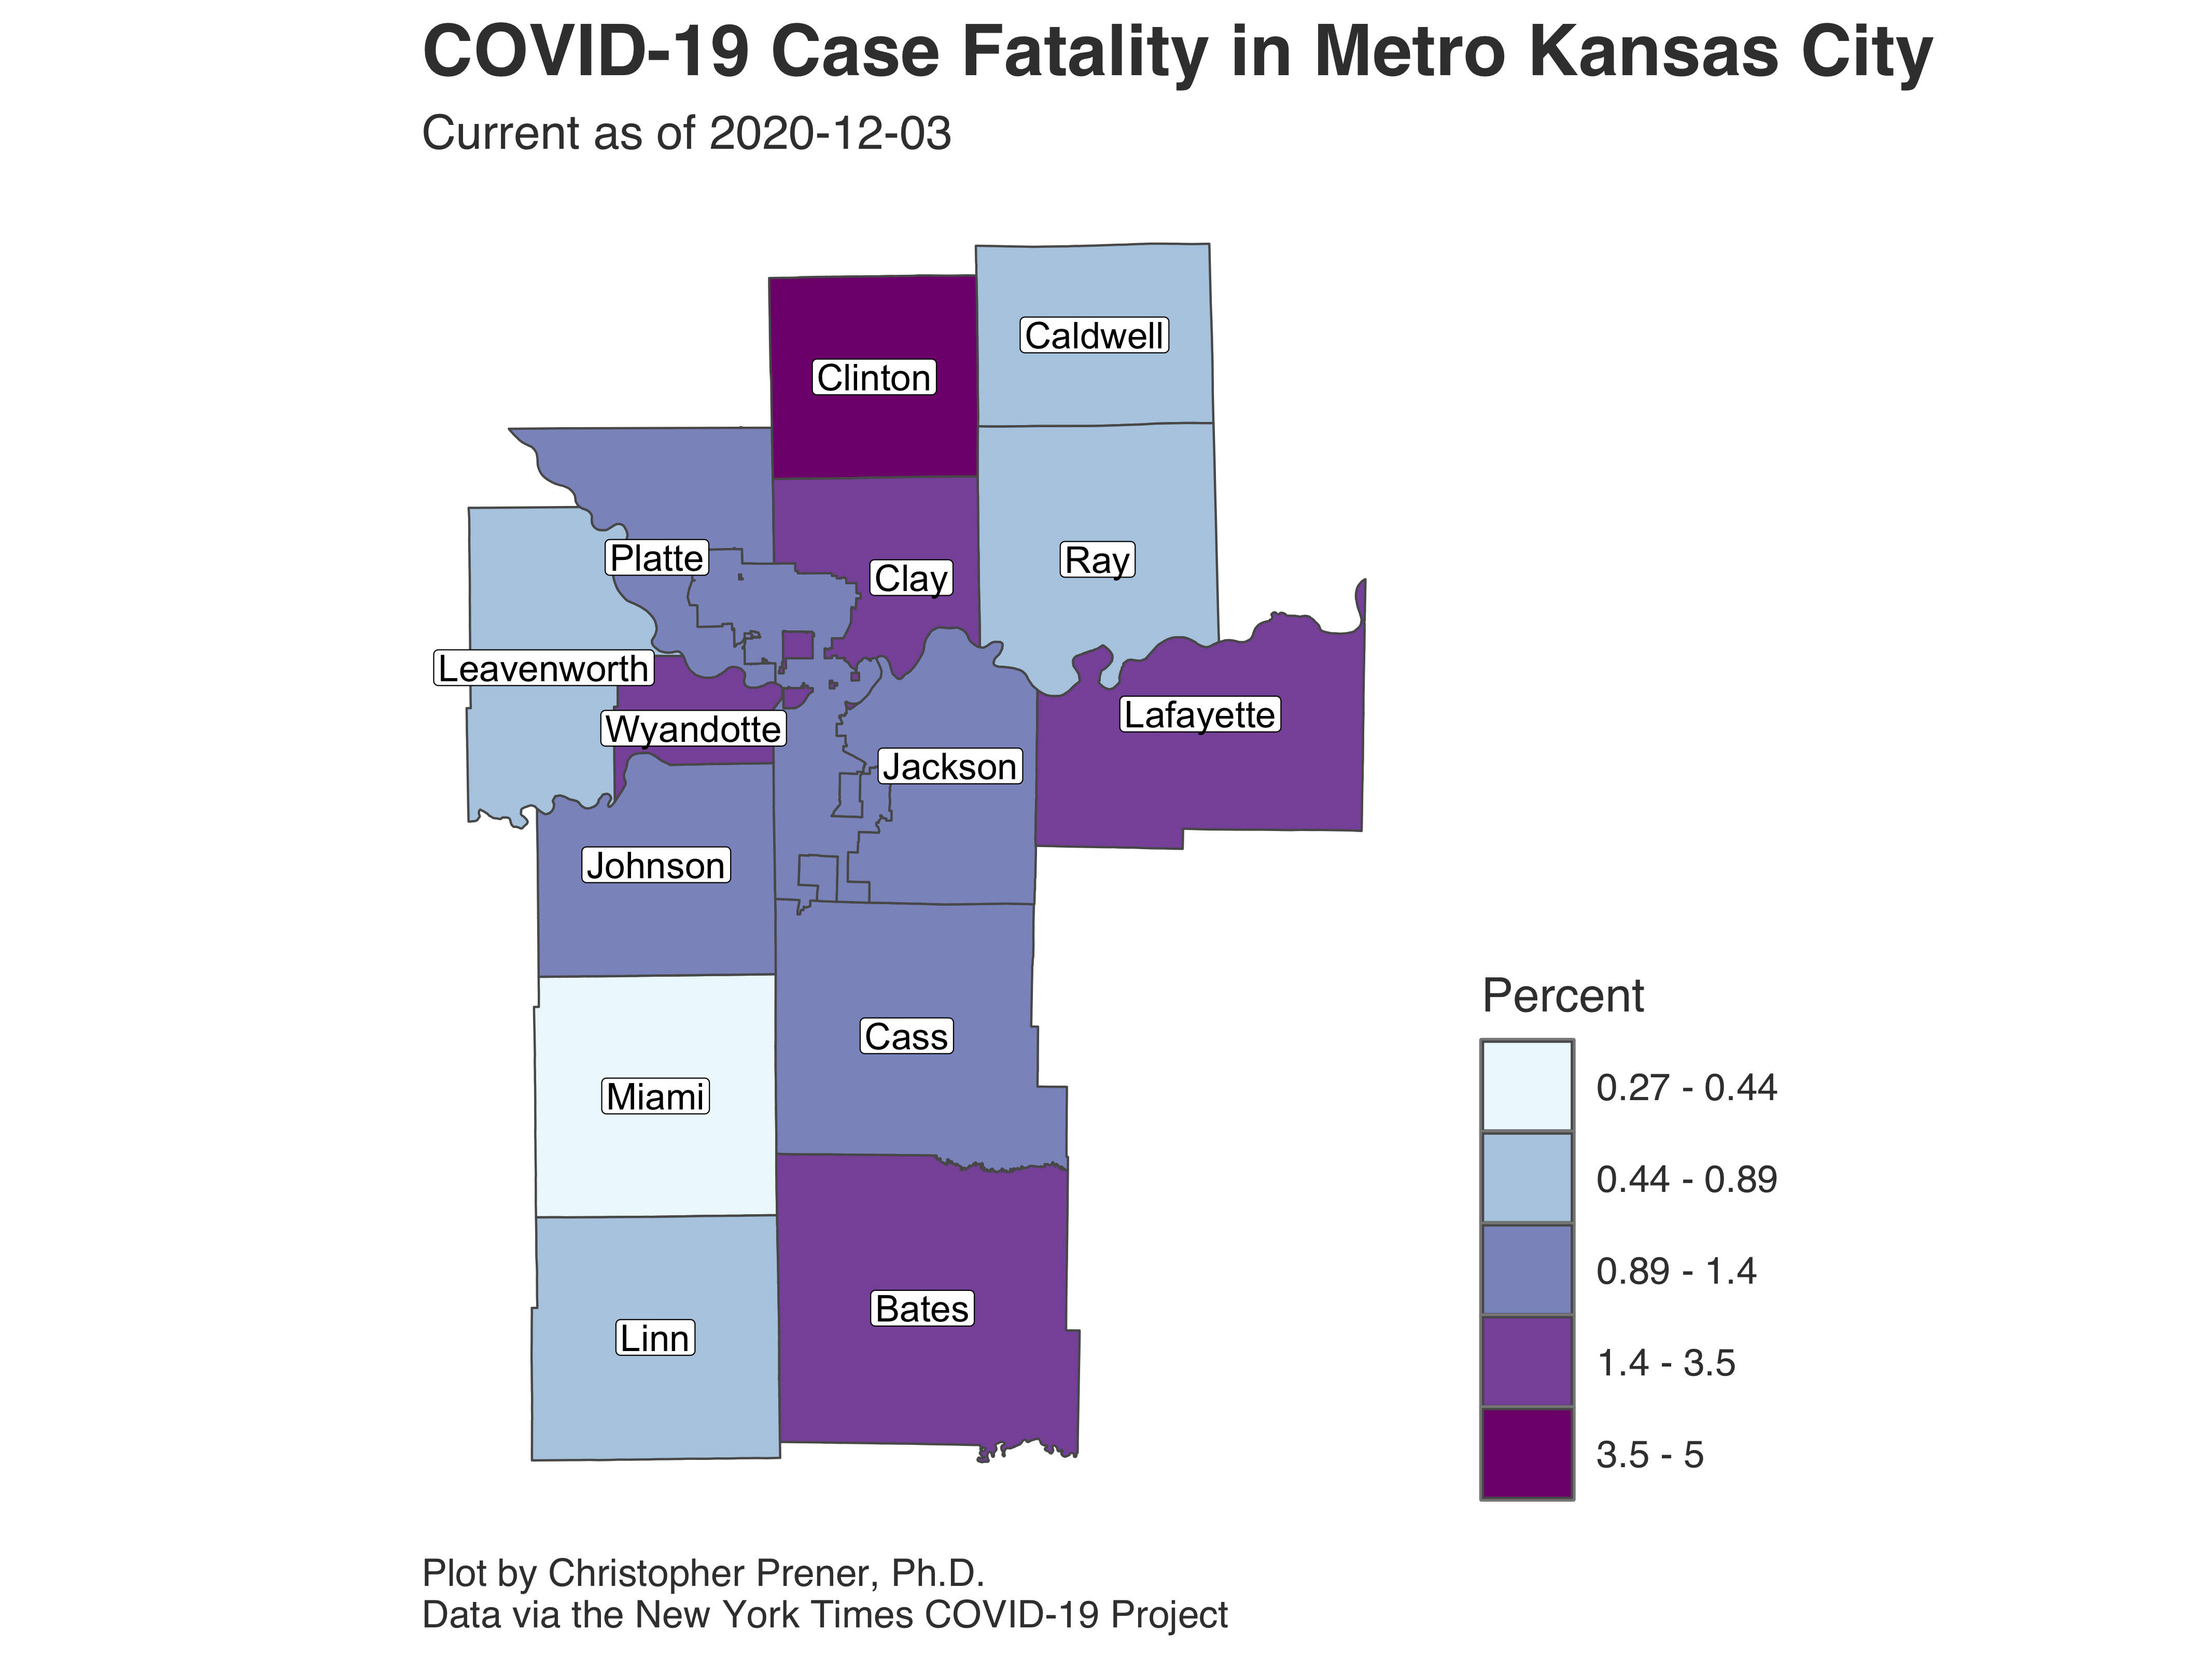 COVID-19 Case Fatality in Metro Kansas City
Current as of 2020-12-03
Caldwell
Clinton
Platte
Clay
Ray
Leavenworth
Wyandotte
Lafayette
Jackson
Johnson
Cass
Miami
Bates
Linn
Percent
0.27 - 0.44
0.44 - 0.89
0.89 - 1.4
1.4 - 3.5
3.5 - 5
Plot by Christopher Prener, Ph.D.
Data via the New York Times COVID-19 Project